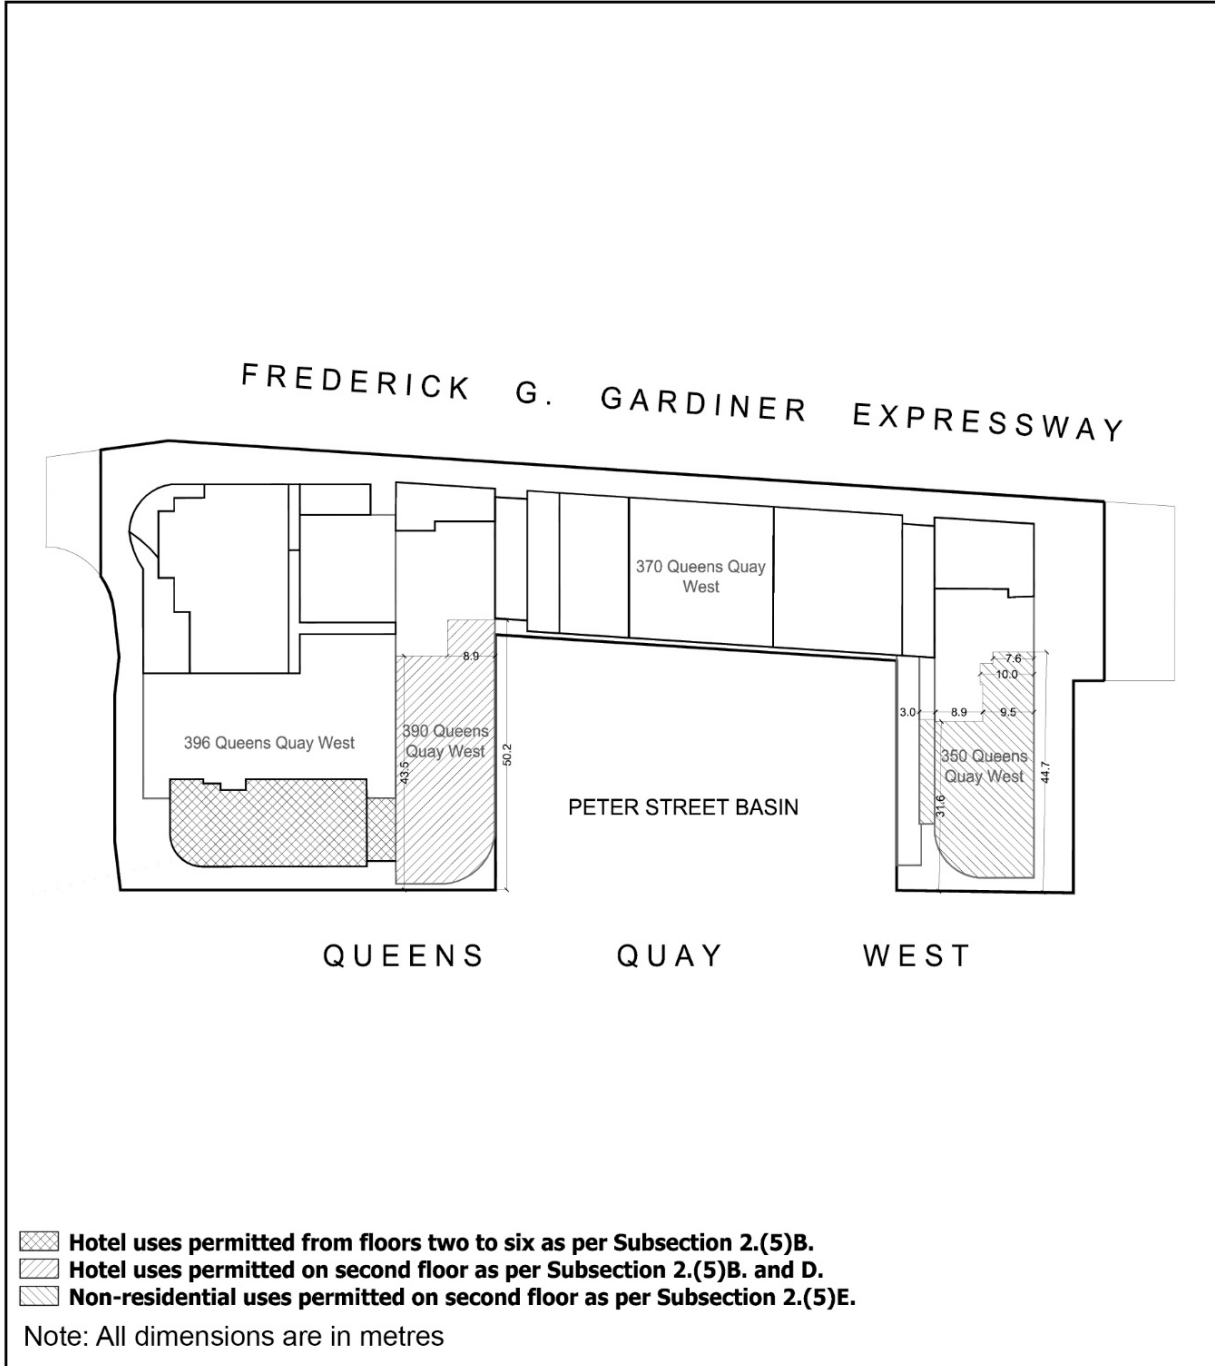 FREDERICK G. GARDINER EXPRESSWAY
370 Queens Quay
West
8.9
7.6
10.0
3.0
8.9
9.5
396 Queens Quay West
390 Queens
Quay West
43.5
50.2
350 Queens
Quay West
44.7
31.6
PETER STREET BASIN
QUEENS QUAY WEST
Hotel uses permitted from floors two to six as per Subsection 2.(5)B.
Hotel uses permitted on second floor as per Subsection 2.(5)B. and D.
Non-residential uses permitted on second floor as per Subsection 2.(5)E.
Note: All dimensions are in metres